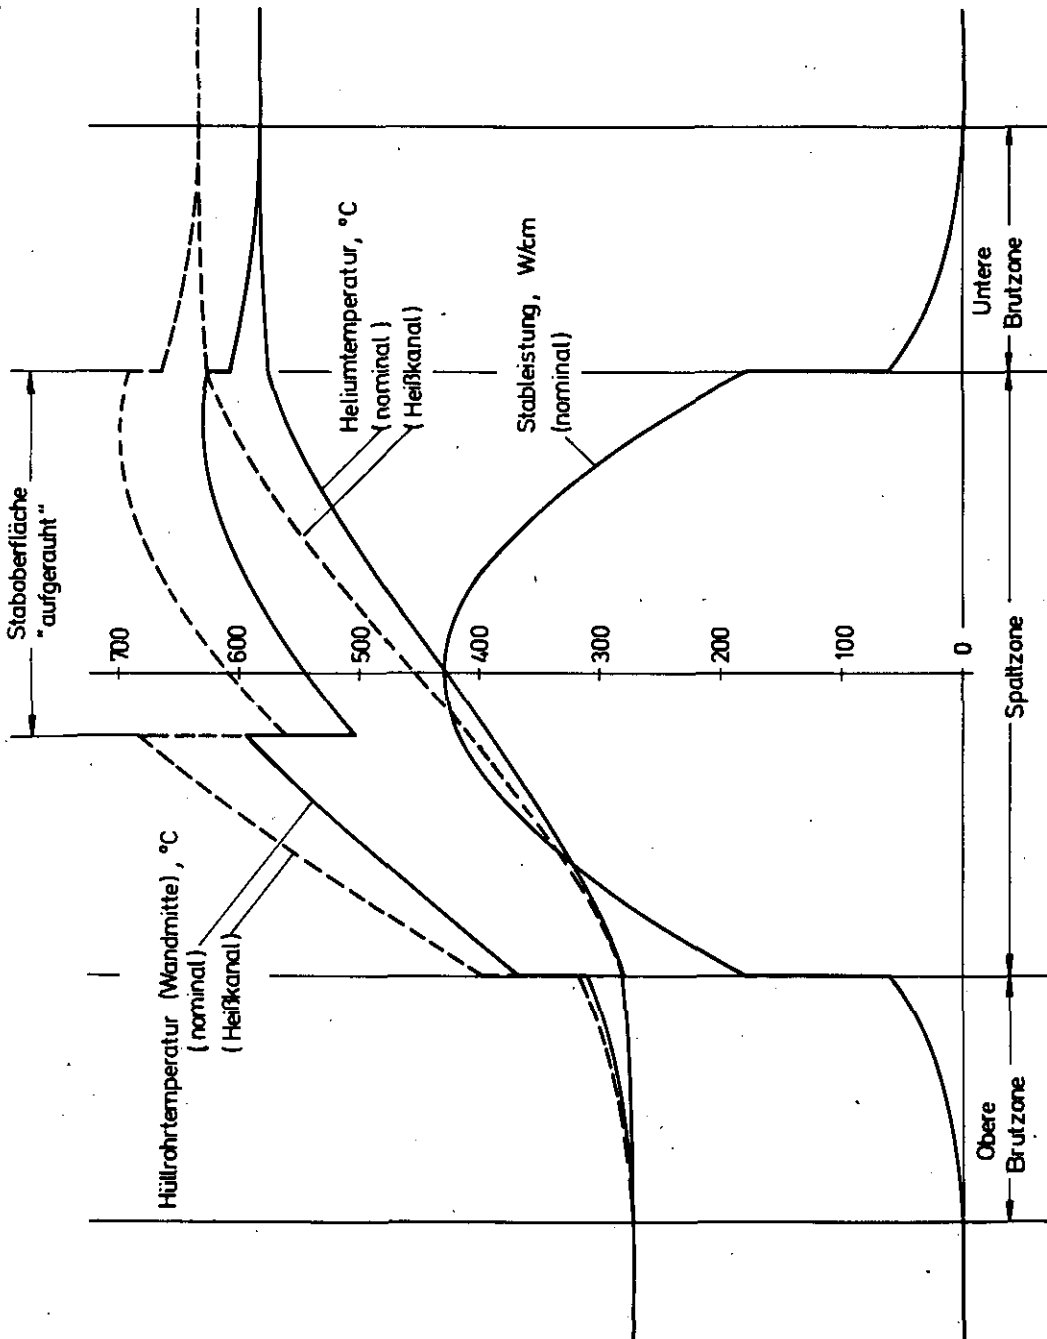 Staboberfläche
"aufgerauht"
Hüllrohrtemperatur (Wandmitte), °C
(nominal)
(Heißkanal)
Heliumtemperatur, °C
(nominal)
(Heißkanal)
Stableistung, W/cm
(nominal)
700
600
500
400
300
200
100
0
Obere
Brutzone
Spaltzone
Untere
Brutzone